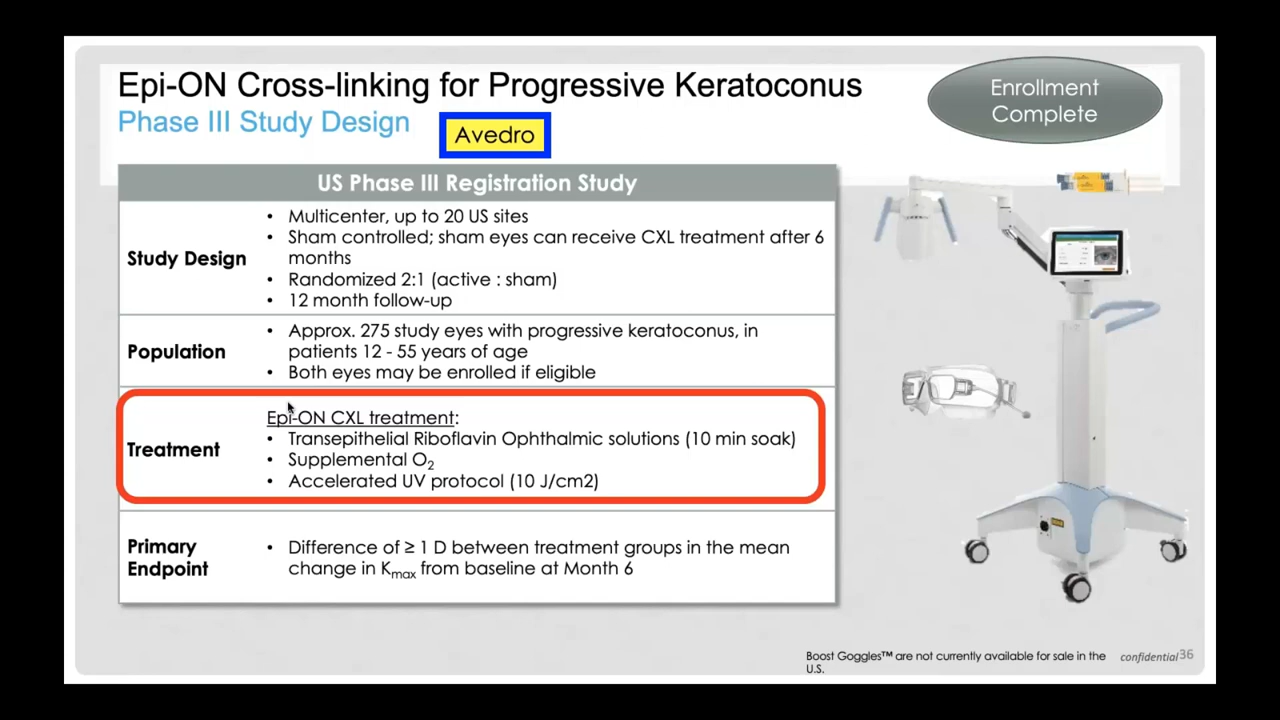 Epi-ON Cross-linking for Progressive Keratoconus
Phase III Study Design
Avedro
Enrollment
Complete
US Phase III Registration Study
Study Design
• Multicenter, up to 20 US sites
• Sham controlled; sham eyes can receive CXL treatment after 6
months
• Randomized 2:1 (active : sham)
• 12 month follow-up
Population
• Approx. 275 study eyes with progressive keratoconus, in
patients 12 - 55 years of age
• Both eyes may be enrolled if eligible
Treatment
Epi-ON CXL treatment:
• Transepithelial Riboflavin Ophthalmic solutions (10 min soak)
• Supplemental O2
• Accelerated UV protocol (10 J/cm2)
Primary
Endpoint
• Difference of ≥ 1 D between treatment groups in the mean
change in Kmax from baseline at Month 6
Boost Goggles™ are not currently available for sale in the
U.S.
confidential 36